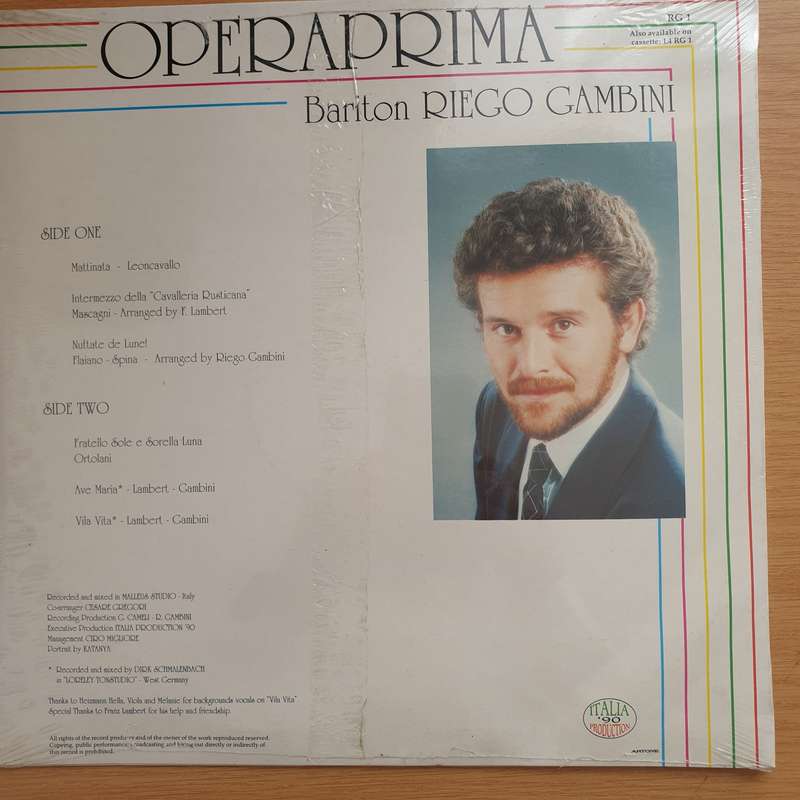 OPERAPRIMA
RG 1
Also available on
cassette: L4 RG 1
Bariton RIEGO GAMBINI
SIDE ONE
Mattinata - Leoncavallo
Intermezzo della "Cavalleria Rusticana"
Mascagni - Arranged by F. Lambert
Nuttate de Lune!
Flaiano - Spina - Arranged by Riego Gambini
SIDE TWO
Fratello Sole e Sorella Luna
Ortolani
Ave Maria* - Lambert - Gambini
Vila Vita* - Lambert - Gambini
Recorded and mixed in MALLEUS STUDIO - Italy
Co-arranger CESARE GREGORI
Recording Production G. CAMELI - R. GAMBINI
Executive Production ITALIA PRODUCTION '90
Management CIRO MIGLIORE
Portrait by KATANYA
* Recorded and mixed by DIRK SCHMALENBACH
in "LORELEY TONSTUDIO" - West Germany
Thanks to Hermann Hella, Viola and Melanie for backgrounds vocals on "Vila Vita"
Special Thanks to Franz Lambert for his help and friendship.
All rights of the record producer and of the owner of the work reproduced reserved.
Copying, public performance, broadcasting and hiring out directly or indirectly of
this record is prohibited.
ITALIA
'90
PRODUCTION
ARTONE